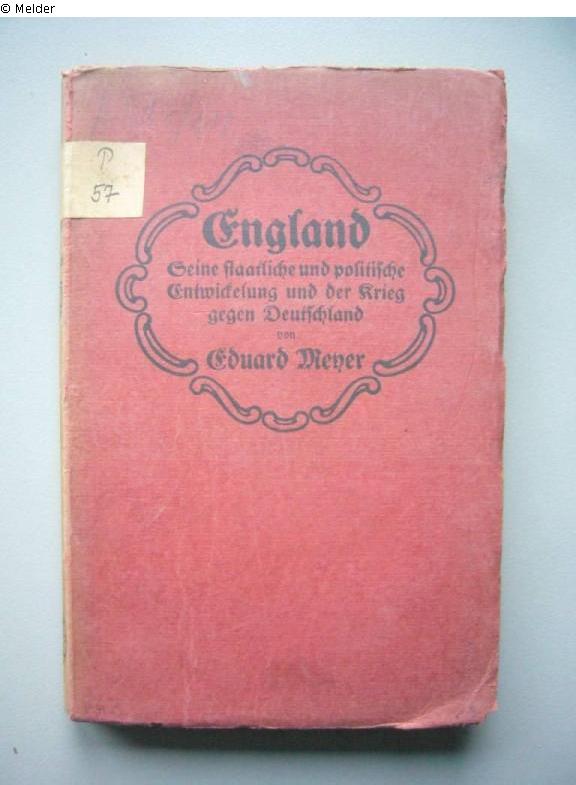 © Melder
P
57
England
Seine staatliche und politische
Entwickelung und der Krieg
gegen Deutschland
von
Eduard Meyer